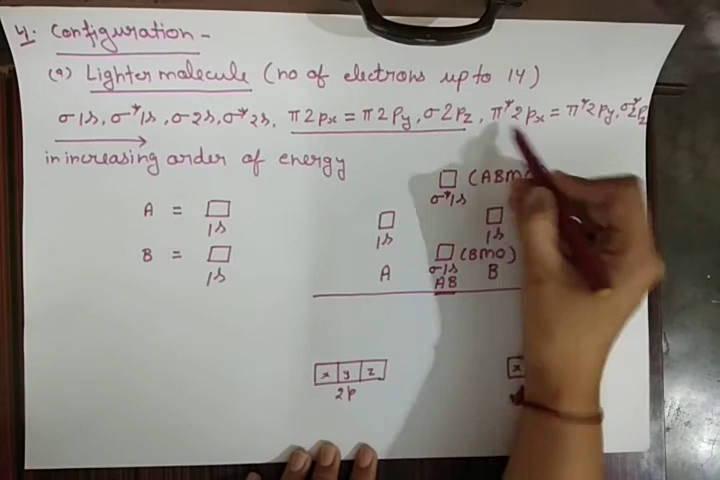 4. Configuration -
(a) Lighter molecule (no of electrons up to 14)
σ1s, σ*1s, σ2s, σ*2s, π2px = π2py, σ2pz, π*2px = π*2py, σ*2pz
in increasing order of energy
□ (ABMO
σ*1s
A = □ □ □
1s 1s 1s
B = □ □ (BMO)
1s A σ1s B
AB
x y z x
2p